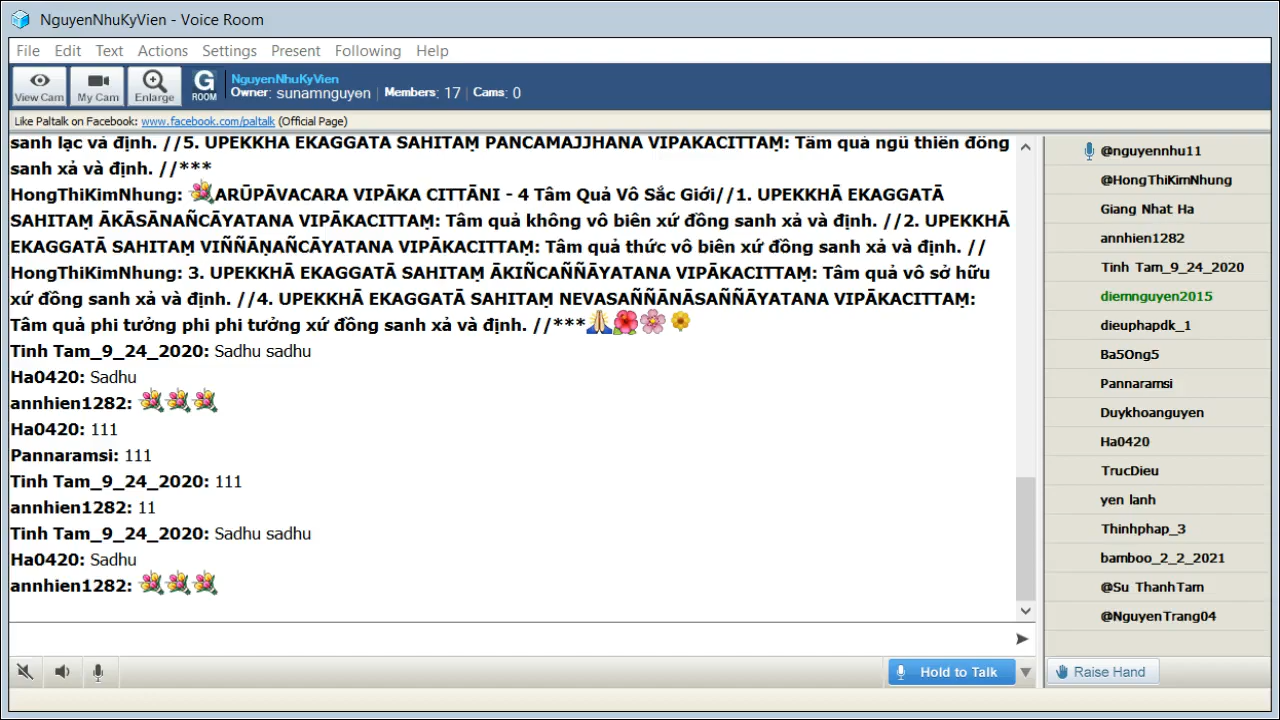 NguyenNhuKyVien - Voice Room
File Edit Text Actions Settings Present Following Help
View Cam My Cam Enlarge G ROOM
NguyenNhuKyVien
Owner: sunamnguyen Members: 17 Cams: 0
Like Paltalk on Facebook: www.facebook.com/paltalk (Official Page)
sanh lạc và định. //5. UPEKKHA EKAGGATA SAHITAṂ PANCAMAJJHANA VIPAKACITTAṂ: Tâm quả ngũ thiền đồng
sanh xả và định. //***
HongThiKimNhung: ARŪPĀVACARA VIPĀKA CITTĀNI - 4 Tâm Quả Vô Sắc Giới//1. UPEKKHĀ EKAGGATĀ
SAHITAṂ ĀKĀSĀNAÑCĀYATANA VIPĀKACITTAṂ: Tâm quả không vô biên xứ đồng sanh xả và định. //2. UPEKKHĀ
EKAGGATĀ SAHITAṂ VIÑÑĀṆAÑCĀYATANA VIPĀKACITTAṂ: Tâm quả thức vô biên xứ đồng sanh xả và định. //
HongThiKimNhung: 3. UPEKKHĀ EKAGGATĀ SAHITAṂ ĀKIÑCAÑÑĀYATANA VIPĀKACITTAṂ: Tâm quả vô sở hữu
xứ đồng sanh xả và định. //4. UPEKKHĀ EKAGGATĀ SAHITAṂ NEVASAÑÑĀNĀSAÑÑĀYATANA VIPĀKACITTAṂ:
Tâm quả phi tưởng phi phi tưởng xứ đồng sanh xả và định. //***
Tinh Tam_9_24_2020: Sadhu sadhu
Ha0420: Sadhu
annhien1282:
Ha0420: 111
Pannaramsi: 111
Tinh Tam_9_24_2020: 111
annhien1282: 11
Tinh Tam_9_24_2020: Sadhu sadhu
Ha0420: Sadhu
annhien1282:
Hold to Talk
@nguyennhu11
@HongThiKimNhung
Giang Nhat Ha
annhien1282
Tinh Tam_9_24_2020
diemnguyen2015
dieuphapdk_1
Ba5Ong5
Pannaramsi
Duykhoanguyen
Ha0420
TrucDieu
yen lanh
Thinhphap_3
bamboo_2_2_2021
@Su ThanhTam
@NguyenTrang04
Raise Hand